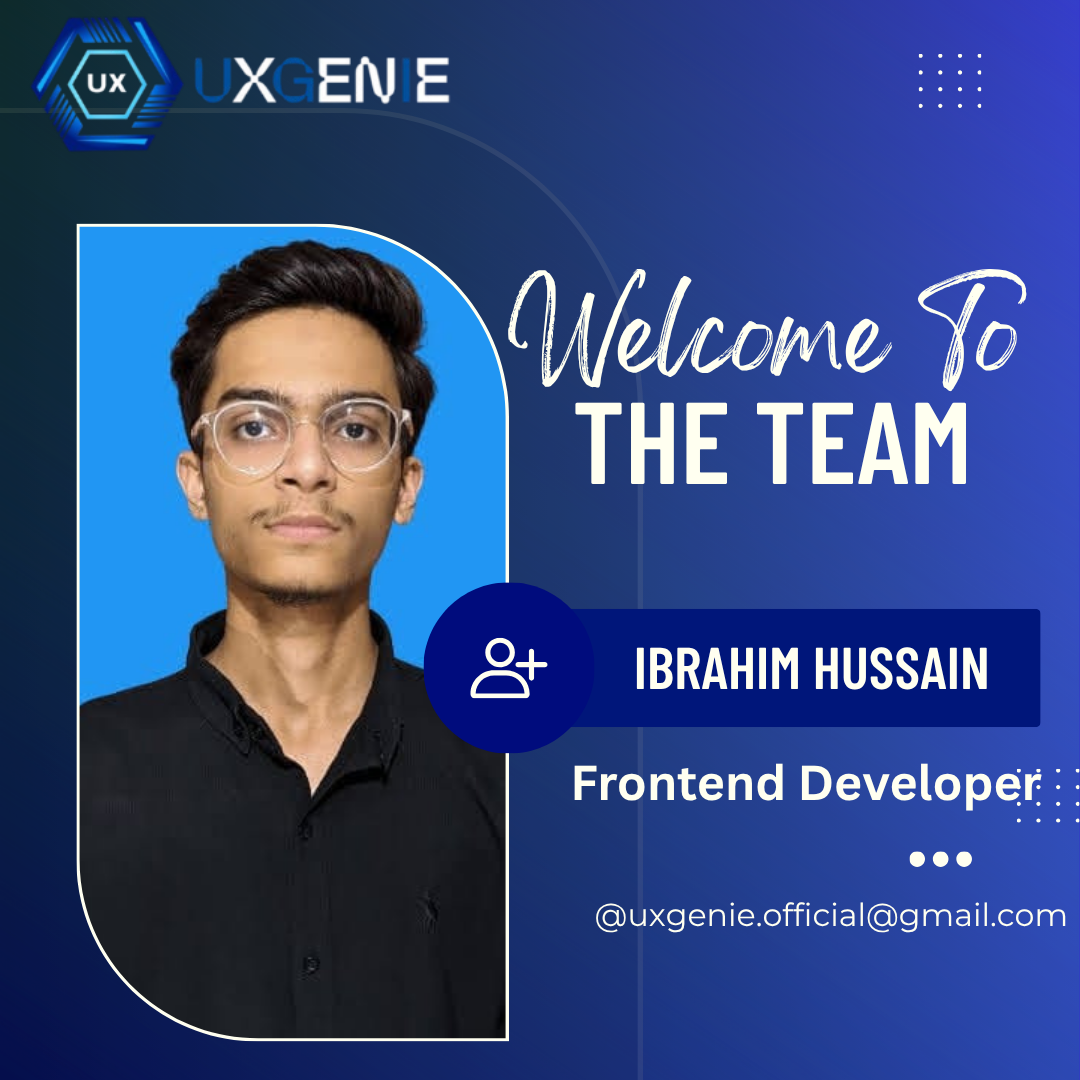 UX
UXGENIE
Welcome To
THE TEAM
IBRAHIM HUSSAIN
Frontend Developer
@uxgenie.official@gmail.com